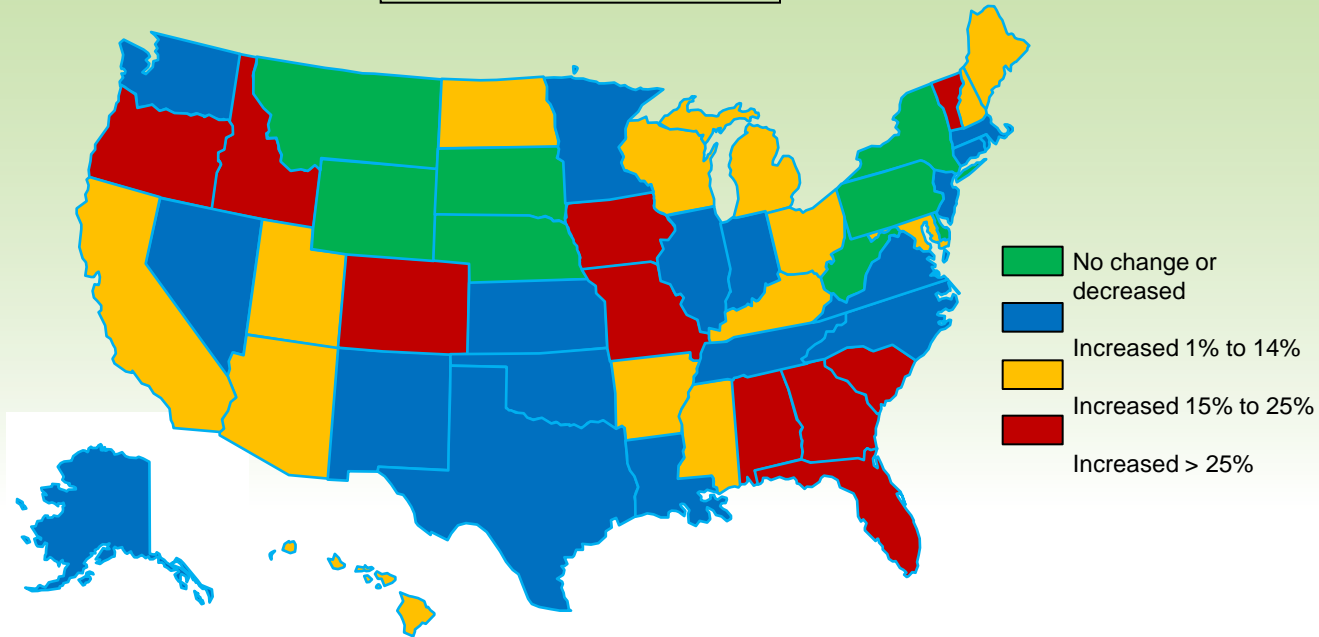 No change or
decreased
Increased 1% to 14%
Increased 15% to 25%
Increased > 25%